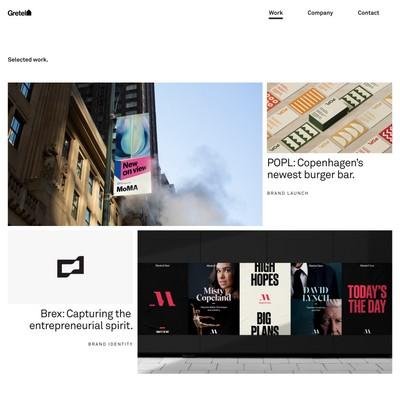 Gretel
Work
Company
Contact
Selected work.
New
on view
MoMA
POPL: Copenhagen's
newest burger bar.
BRAND LAUNCH
Brex: Capturing the
entrepreneurial spirit.
BRAND IDENTITY
Misty
Copeland
HIGH
HOPES
BIG
PLANS
DAVID
LYNCH
TODAY'S
THE DAY